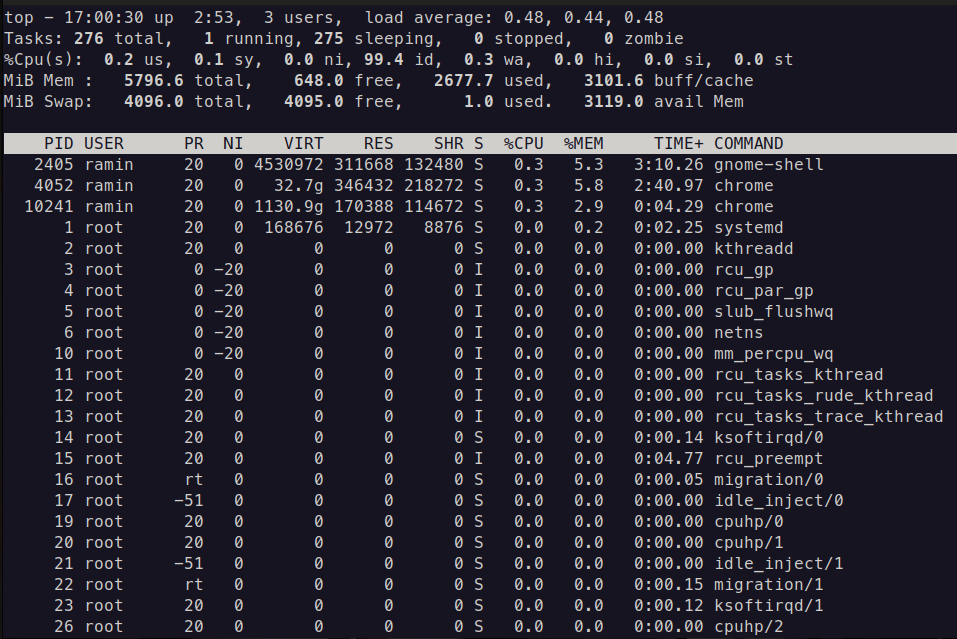 top - 17:00:30 up  2:53,  3 users,  load average: 0.48, 0.44, 0.48
Tasks: 276 total,   1 running, 275 sleeping,   0 stopped,   0 zombie
%Cpu(s):  0.2 us,  0.1 sy,  0.0 ni, 99.4 id,  0.3 wa,  0.0 hi,  0.0 si,  0.0 st
MiB Mem :   5796.6 total,    648.0 free,   2677.7 used,   3101.6 buff/cache
MiB Swap:   4096.0 total,   4095.0 free,      1.0 used.   3119.0 avail Mem
PID USER      PR  NI    VIRT    RES    SHR S  %CPU  %MEM     TIME+ COMMAND
2405 ramin     20   0 4530972 311668 132480 S   0.3   5.3   3:10.26 gnome-shell
4052 ramin     20   0   32.7g 346432 218272 S   0.3   5.8   2:40.97 chrome
10241 ramin     20   0 1130.9g 170388 114672 S   0.3   2.9   0:04.29 chrome
1 root      20   0  168676  12972   8876 S   0.0   0.2   0:02.25 systemd
2 root      20   0       0      0      0 S   0.0   0.0   0:00.00 kthreadd
3 root       0 -20       0      0      0 I   0.0   0.0   0:00.00 rcu_gp
4 root       0 -20       0      0      0 I   0.0   0.0   0:00.00 rcu_par_gp
5 root       0 -20       0      0      0 I   0.0   0.0   0:00.00 slub_flushwq
6 root       0 -20       0      0      0 I   0.0   0.0   0:00.00 netns
10 root       0 -20       0      0      0 I   0.0   0.0   0:00.00 mm_percpu_wq
11 root      20   0       0      0      0 I   0.0   0.0   0:00.00 rcu_tasks_kthread
12 root      20   0       0      0      0 I   0.0   0.0   0:00.00 rcu_tasks_rude_kthread
13 root      20   0       0      0      0 I   0.0   0.0   0:00.00 rcu_tasks_trace_kthread
14 root      20   0       0      0      0 S   0.0   0.0   0:00.14 ksoftirqd/0
15 root      20   0       0      0      0 I   0.0   0.0   0:04.77 rcu_preempt
16 root      rt   0       0      0      0 S   0.0   0.0   0:00.05 migration/0
17 root     -51   0       0      0      0 S   0.0   0.0   0:00.00 idle_inject/0
19 root      20   0       0      0      0 S   0.0   0.0   0:00.00 cpuhp/0
20 root      20   0       0      0      0 S   0.0   0.0   0:00.00 cpuhp/1
21 root     -51   0       0      0      0 S   0.0   0.0   0:00.00 idle_inject/1
22 root      rt   0       0      0      0 S   0.0   0.0   0:00.15 migration/1
23 root      20   0       0      0      0 S   0.0   0.0   0:00.12 ksoftirqd/1
26 root      20   0       0      0      0 S   0.0   0.0   0:00.00 cpuhp/2